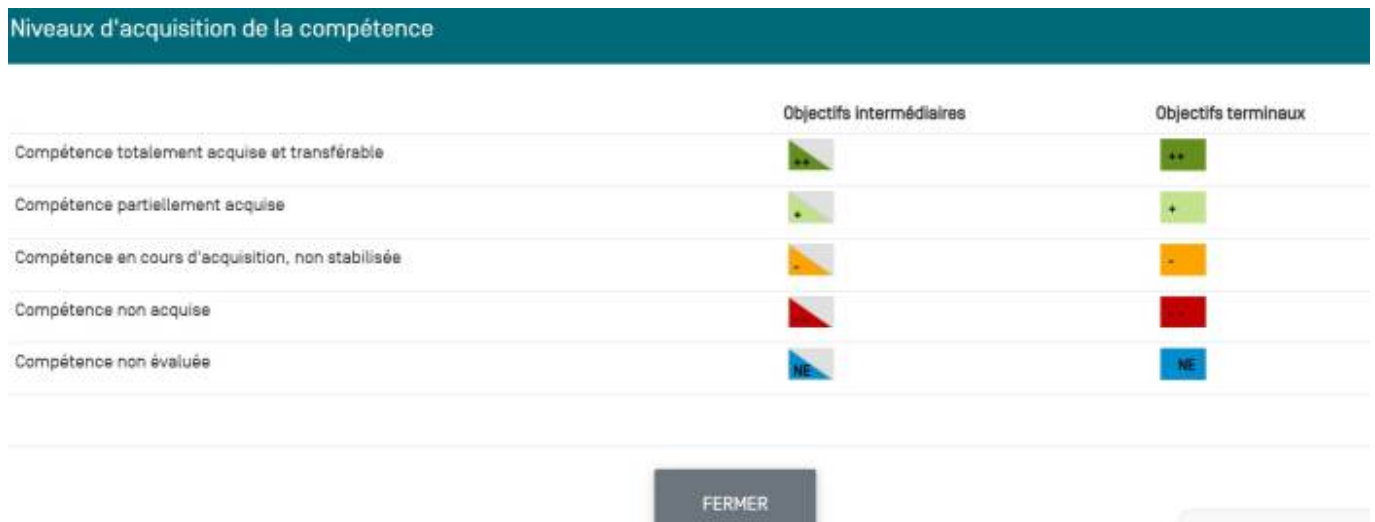 Niveaux d'acquisition de la compétence
Objectifs intermédiaires Objectifs terminaux
Compétence totalement acquise et transférable ++ ++
Compétence partiellement acquise + +
Compétence en cours d'acquisition, non stabilisée - -
Compétence non acquise -- --
Compétence non évaluée NE NE
FERMER